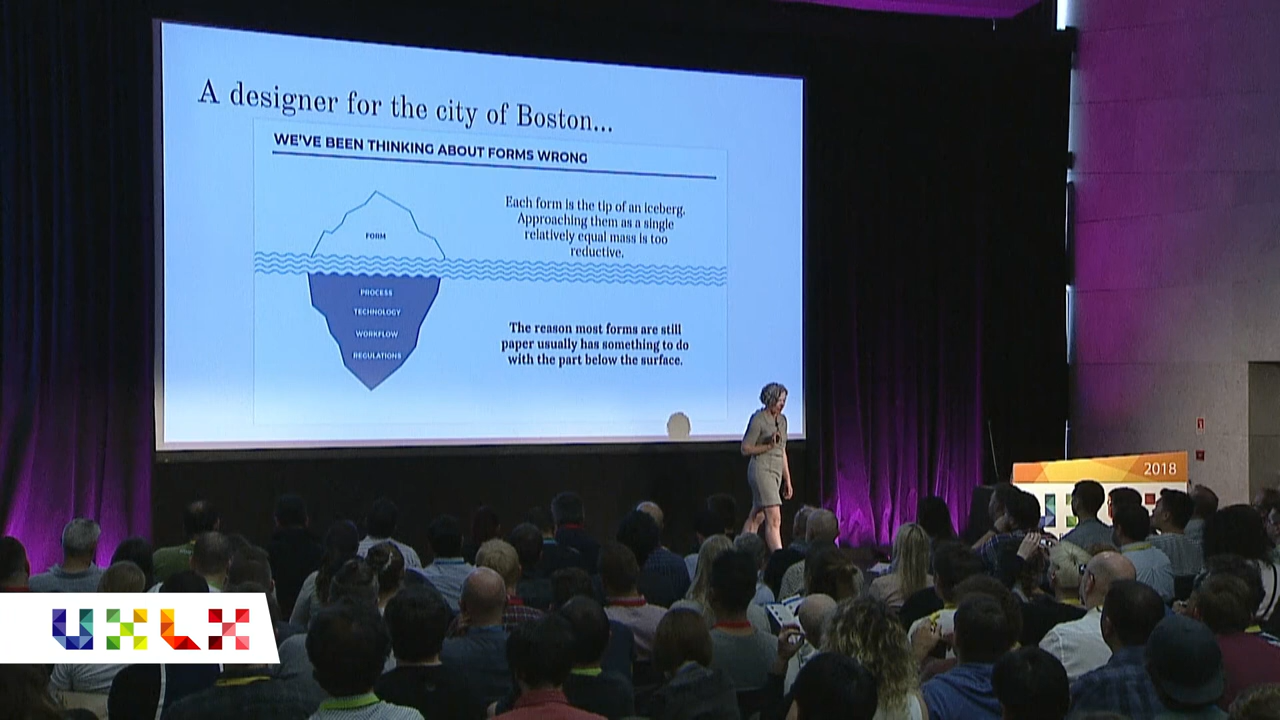 A designer for the city of Boston...
WE'VE BEEN THINKING ABOUT FORMS WRONG
FORM
Each form is the tip of an iceberg.
Approaching them as a single
relatively equal mass is too
reductive.
PROCESS
TECHNOLOGY
WORKFLOW
REGULATIONS
The reason most forms are still
paper usually has something to do
with the part below the surface.
2018
UXLX